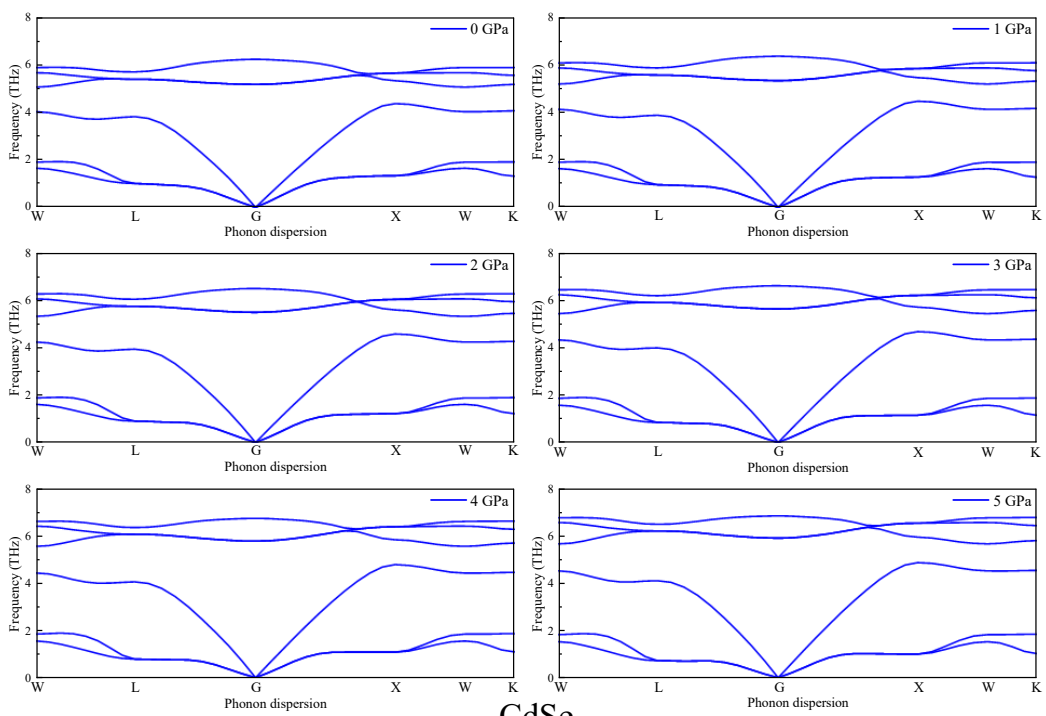 8
6
4
2
0
Frequency (THz)
0 GPa
W L G X W K
Phonon dispersion
8
6
4
2
0
Frequency (THz)
1 GPa
W L G X W K
Phonon dispersion
8
6
4
2
0
Frequency (THz)
2 GPa
W L G X W K
Phonon dispersion
8
6
4
2
0
Frequency (THz)
3 GPa
W L G X W K
Phonon dispersion
8
6
4
2
0
Frequency (THz)
4 GPa
W L G X W K
Phonon dispersion
8
6
4
2
0
Frequency (THz)
5 GPa
W L G X W K
Phonon dispersion